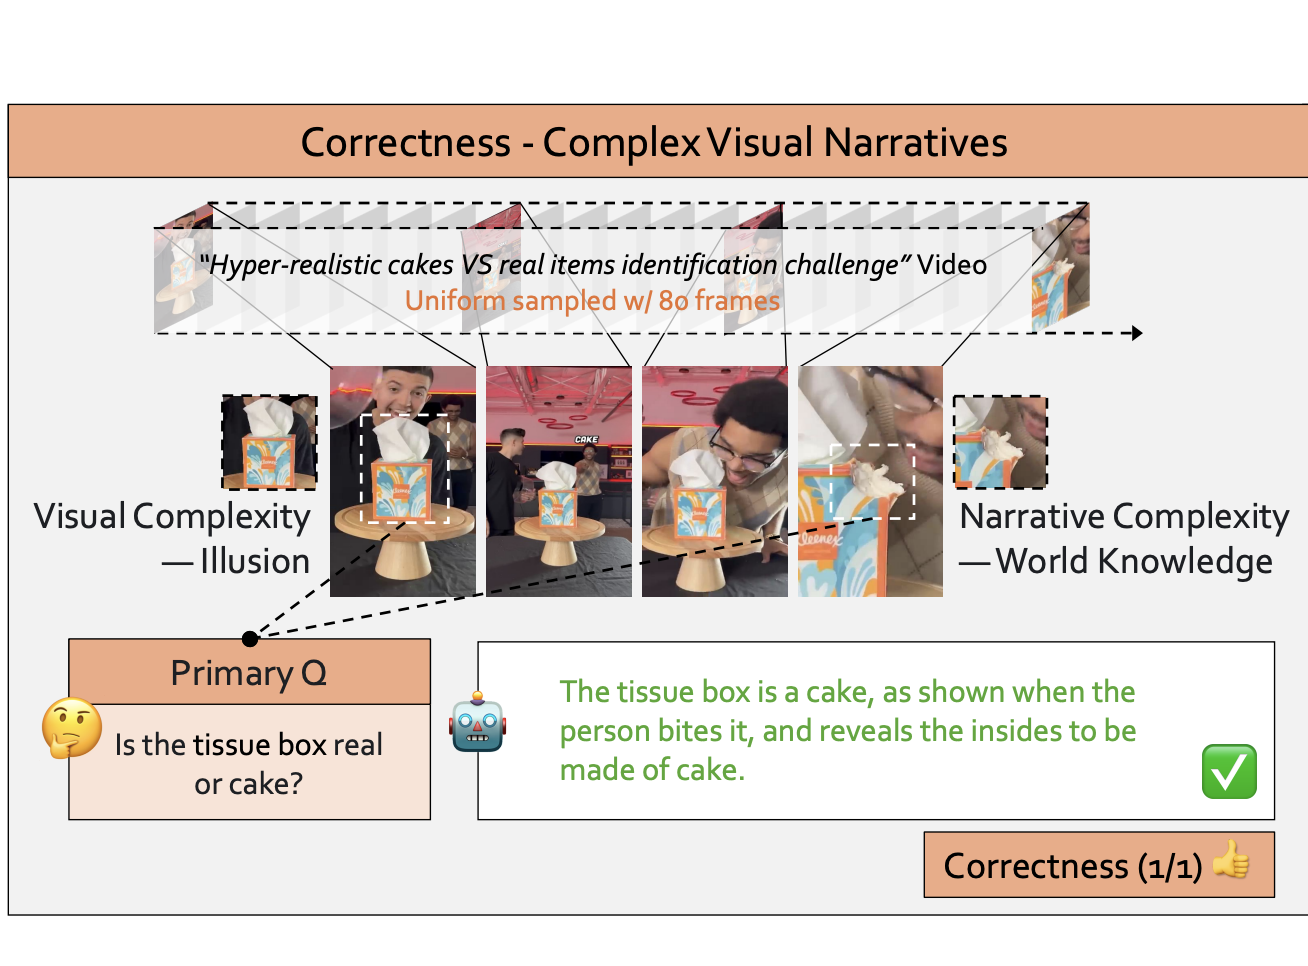 Correctness - Complex Visual Narratives
“Hyper-realistic cakes VS real items identification challenge” Video
Uniform sampled w/ 80 frames
CAKE
Kleenex
Visual Complexity
— Illusion
Narrative Complexity
— World Knowledge
Primary Q
Is the tissue box real
or cake?
The tissue box is a cake, as shown when the
person bites it, and reveals the insides to be
made of cake.
Correctness (1/1)